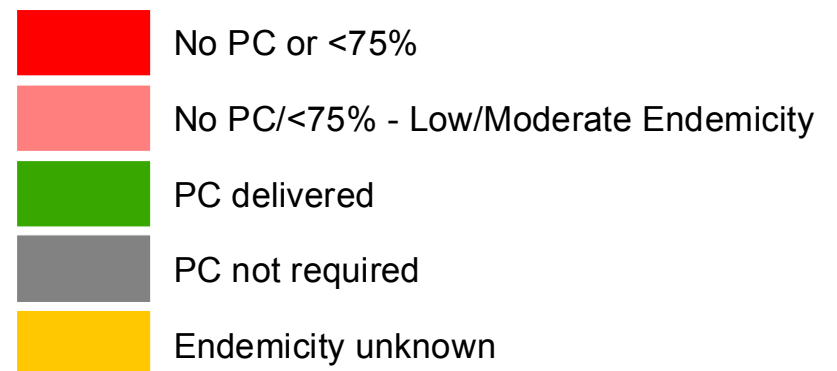 No PC or <75%
No PC/<75% - Low/Moderate Endemicity
PC delivered
PC not required
Endemicity unknown